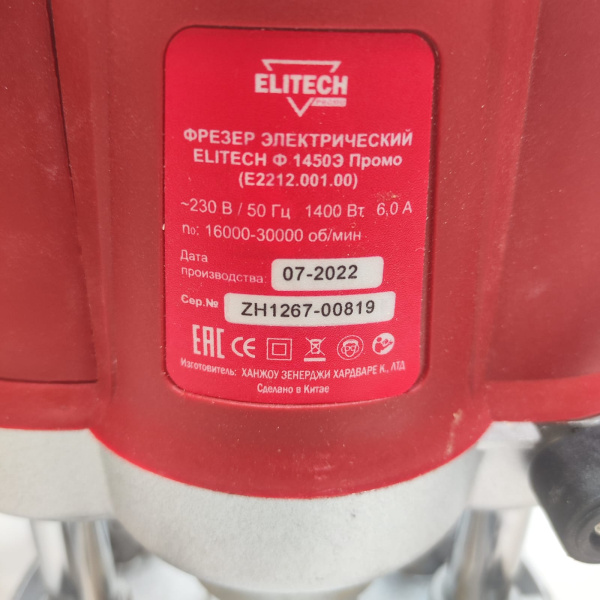 ELITECH
PROMO
ФРЕЗЕР ЭЛЕКТРИЧЕСКИЙ
ELITECH Ф 1450Э Промо
(E2212.001.00)
~230 В / 50 Гц 1400 Вт 6,0 А
n₀: 16000-30000 об/мин
Дата
производства: 07-2022
Сер.№ ZH1267-00819
EAC CE
Изготовитель: ХАНЖОУ ЗЕНЕРДЖИ ХАРДВАРЕ К., ЛТД
Сделано в Китае